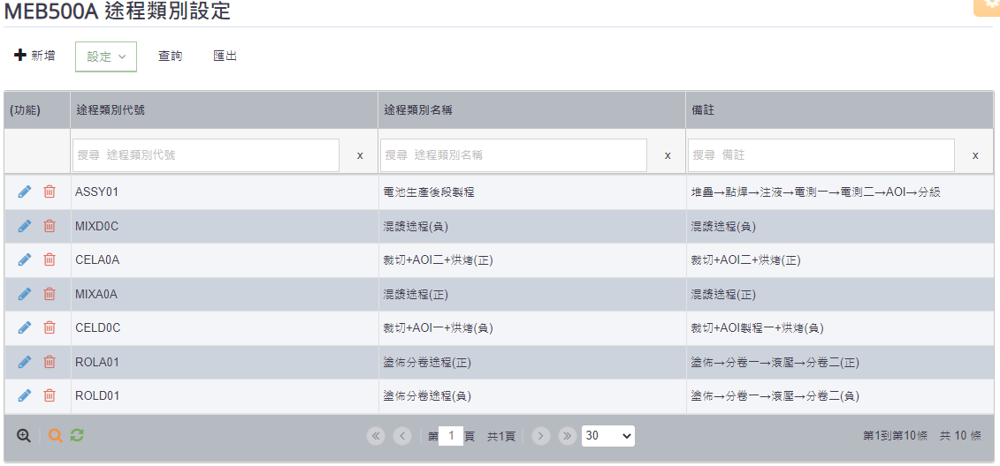 MEB500A 途程類別設定
新增 設定 查詢 匯出
(功能) 途程類別代號 途程類別名稱 備註
搜尋 途程類別代號 x 搜尋 途程類別名稱 x 搜尋 備註 x
ASSY01 電池生產後段製程 堆疊→點焊→注液→電測一→電測二→AOI→分級
MIXD0C 混漿途程(負) 混漿途程(負)
CELA0A 裁切+AOI二+烘烤(正) 裁切+AOI二+烘烤(正)
MIXA0A 混漿途程(正) 混漿途程(正)
CELD0C 裁切+AOI一+烘烤(負) 裁切+AOI製程一+烘烤(負)
ROLA01 塗佈分卷途程(正) 塗佈→分卷一→滾壓→分卷二(正)
ROLD01 塗佈分卷途程(負) 塗佈→分卷一→滾壓→分卷二(負)
第 1 頁 共1頁 30 第1到第10條 共 10 條